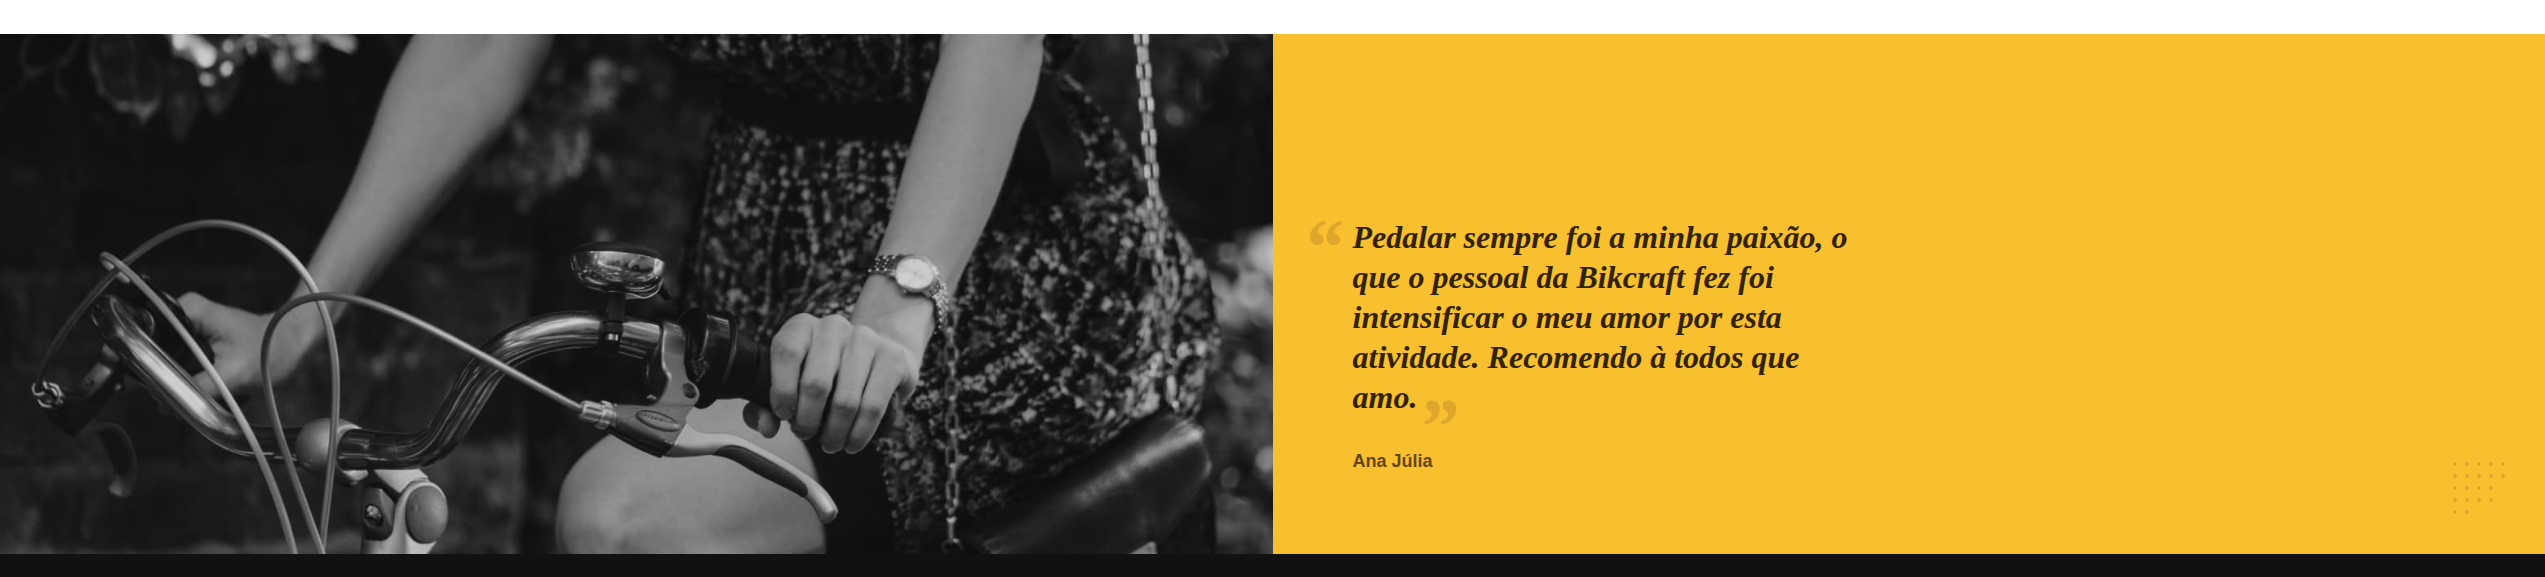 “Pedalar sempre foi a minha paixão, o
que o pessoal da Bikcraft fez foi
intensificar o meu amor por esta
atividade. Recomendo à todos que
amo.”
Ana Júlia